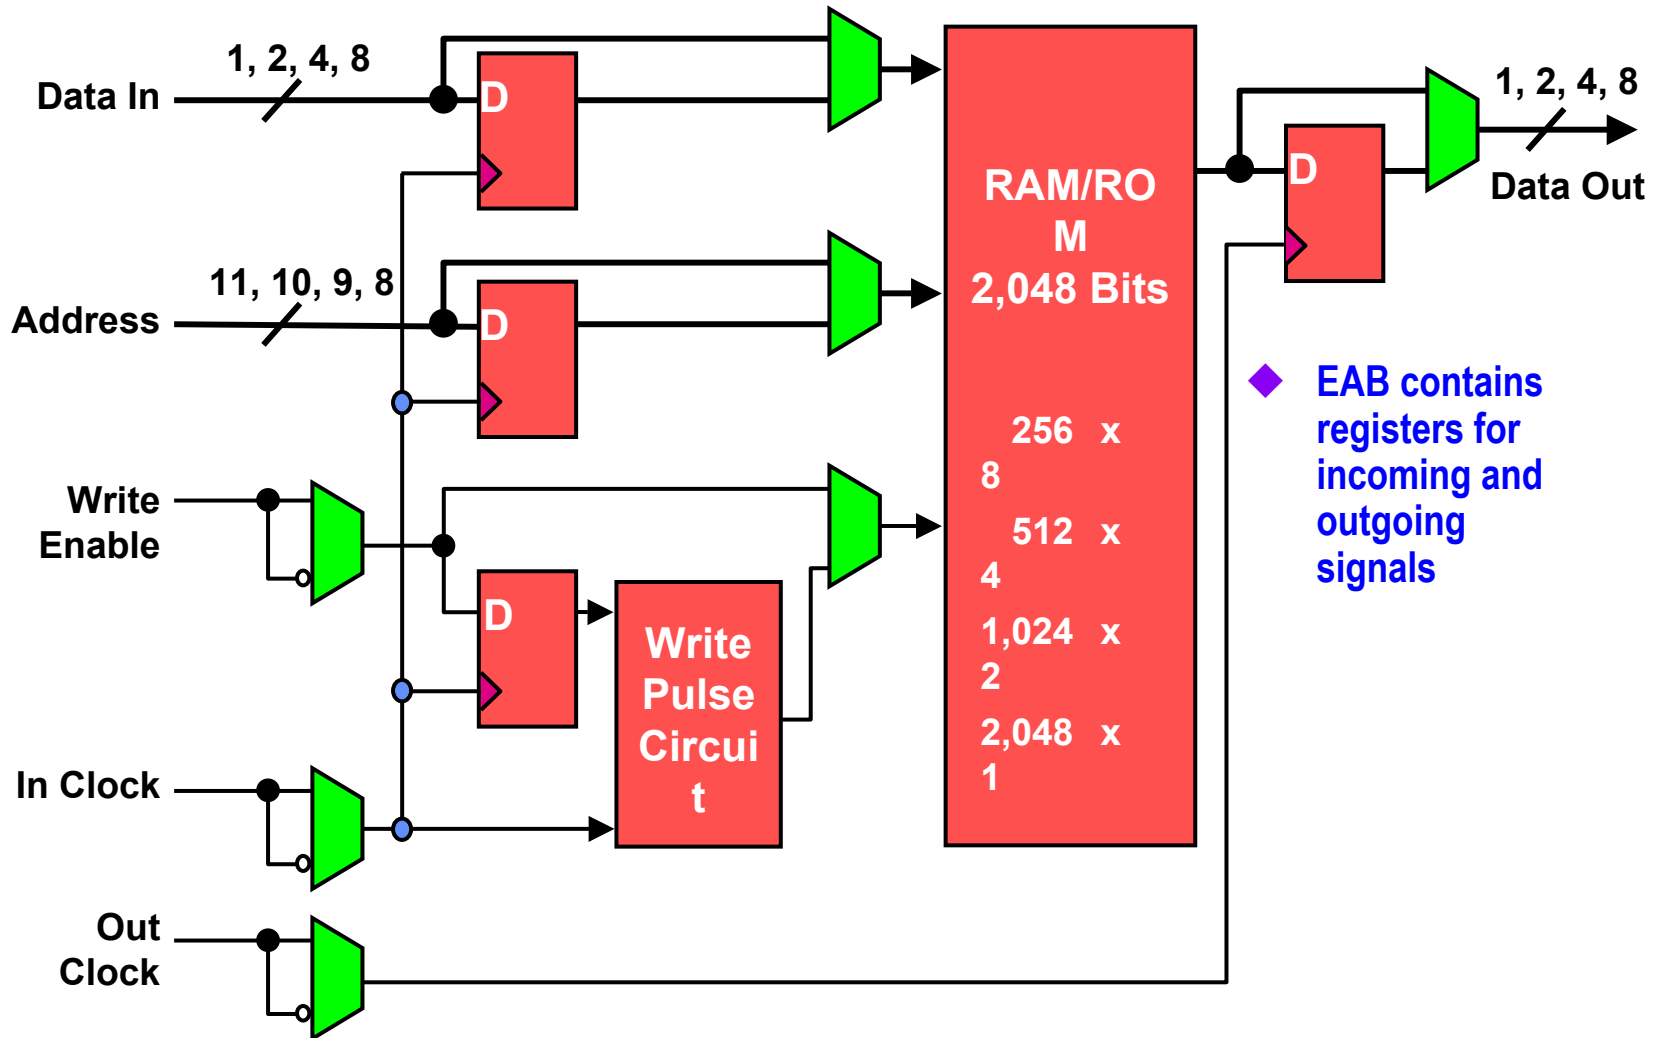 1, 2, 4, 8
Data In
D
11, 10, 9, 8
Address
D
Write
Enable
D
Write
Pulse
Circui
t
In Clock
Out
Clock
RAM/RO
M
2,048 Bits
256 x
8
512 x
4
1,024 x
2
2,048 x
1
D
1, 2, 4, 8
Data Out
EAB contains
registers for
incoming and
outgoing
signals